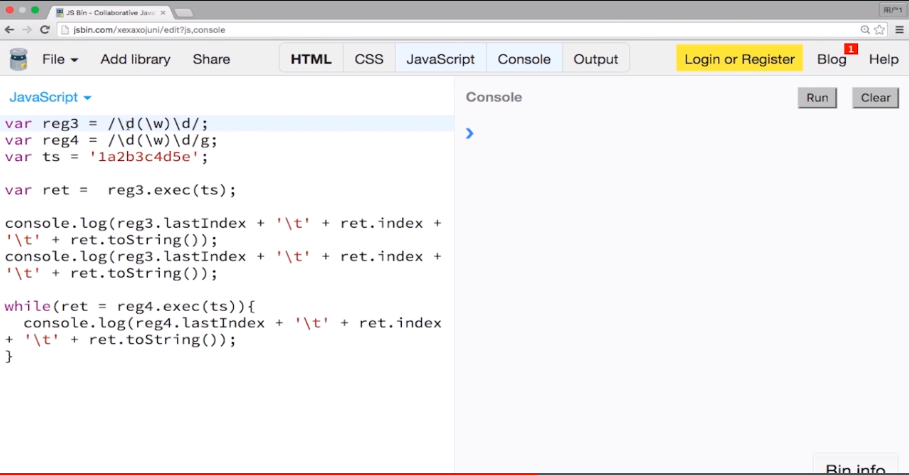 JS Bin - Collaborative Java
用户1
jsbin.com/xexaxojuni/edit?js,console
File Add library Share HTML CSS JavaScript Console Output Login or Register Blog 1 Help
JavaScript
Console Run Clear
var reg3 = /\d(\w)\d/;
var reg4 = /\d(\w)\d/g;
var ts = '1a2b3c4d5e';
var ret =  reg3.exec(ts);
console.log(reg3.lastIndex + '\t' + ret.index +
'\t' + ret.toString());
console.log(reg3.lastIndex + '\t' + ret.index +
'\t' + ret.toString());
while(ret = reg4.exec(ts)){
  console.log(reg4.lastIndex + '\t' + ret.index
+ '\t' + ret.toString());
}
Bin info